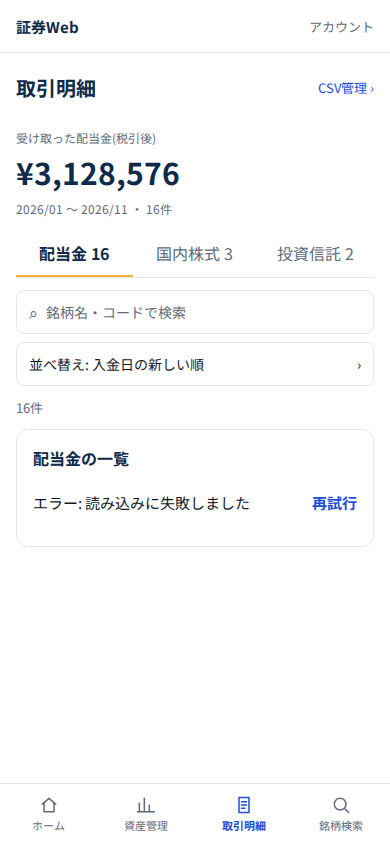 証券Web アカウント
取引明細 CSV管理 ›
受け取った配当金(税引後)
¥3,128,576
2026/01 〜 2026/11 ・ 16件
配当金 16 国内株式 3 投資信託 2
⌕ 銘柄名・コードで検索
並べ替え: 入金日の新しい順 ›
16件
配当金の一覧
エラー: 読み込みに失敗しました 再試行
ホーム 資産管理 取引明細 銘柄検索